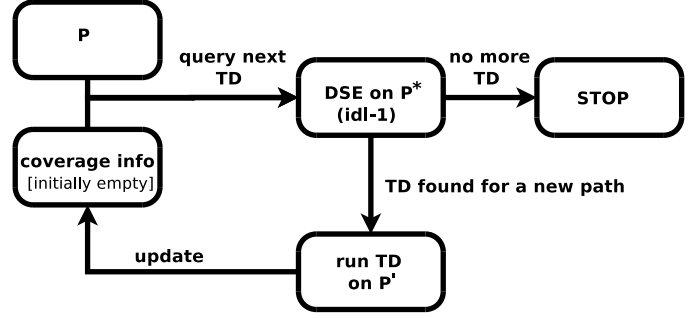 P
query next
TD
DSE on P*
(idl-1)
no more
TD
STOP
coverage info
[initially empty]
TD found for a new path
update
run TD
on P'